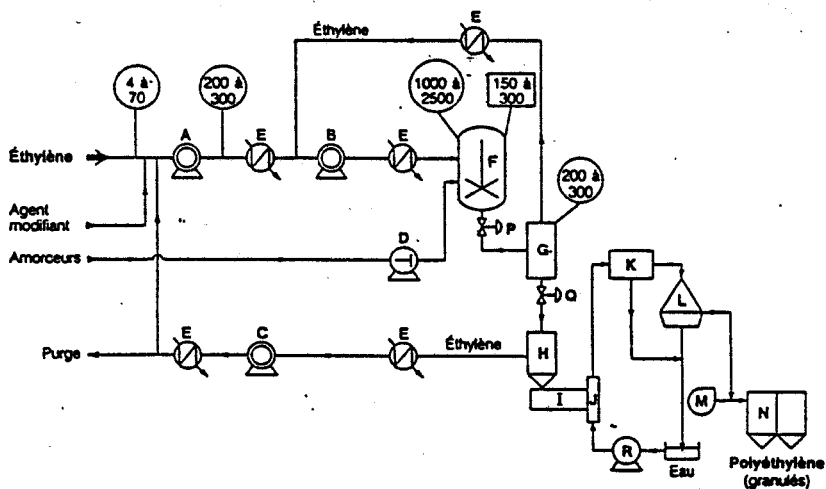 Éthylène
E
4 à
70
200 à
300
1000 à
2500
150 à
300
A
E
B
E
Éthylène
F
200 à
300
Agent
modifiant
P
D
Amorceurs
G
K
Q
L
E
C
E
Éthylène
Purge
H
I
J
M
N
R
Eau
Polyéthylène
(granulés)